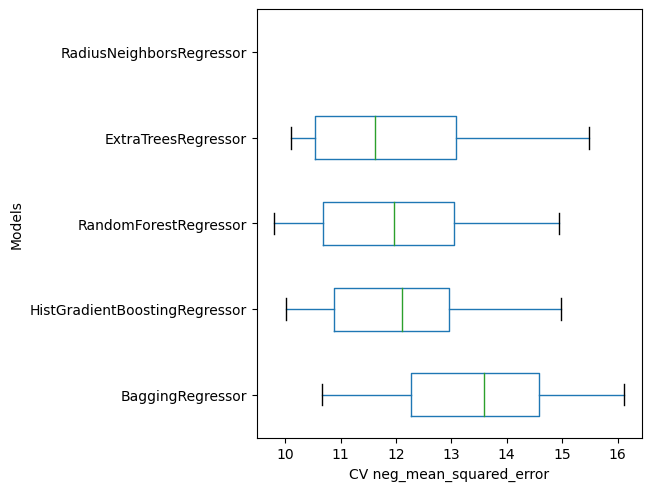 RadiusNeighborsRegressor
ExtraTreesRegressor
RandomForestRegressor
HistGradientBoostingRegressor
BaggingRegressor
Models
10 11 12 13 14 15 16
CV neg_mean_squared_error